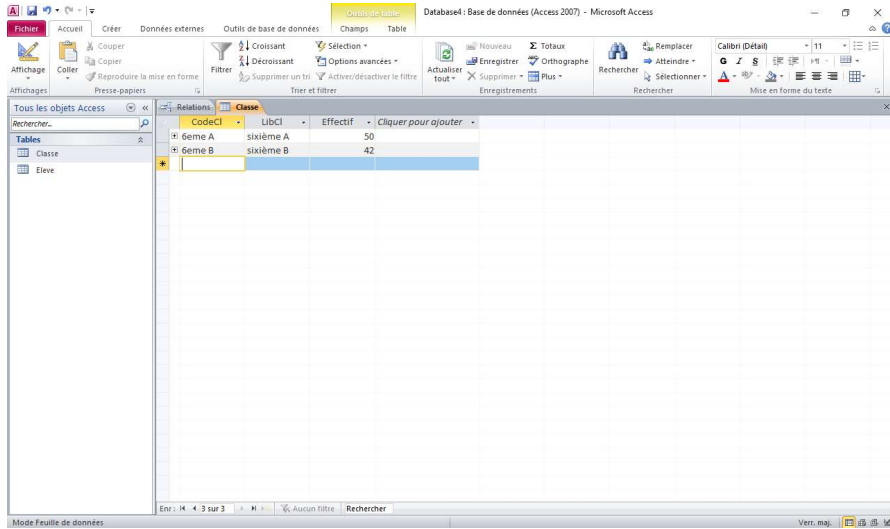 Outils de table
Database4 : Base de données (Access 2007) - Microsoft Access
Fichier Accueil Créer Données externes Outils de base de données Champs Table
Affichage
Coller
Couper
Copier
Reproduire la mise en forme
Filtrer
Croissant
Décroissant
Supprimer un tri
Sélection
Options avancées
Activer/désactiver le filtre
Actualiser tout
Nouveau
Enregistrer
Supprimer
Totaux
Orthographe
Plus
Rechercher
Remplacer
Atteindre
Sélectionner
Calibri (Détail) 11
G I S
Affichages Presse-papiers Trier et filtrer Enregistrements Rechercher Mise en forme du texte
Tous les objets Access
Rechercher...
Tables
Classe
Eleve
Relations Classe
CodeCl LibCl Effectif Cliquer pour ajouter
6eme A sixième A 50
6eme B sixième B 42
Enr : 3 sur 3 Aucun filtre Rechercher
Mode Feuille de données Verr. maj.